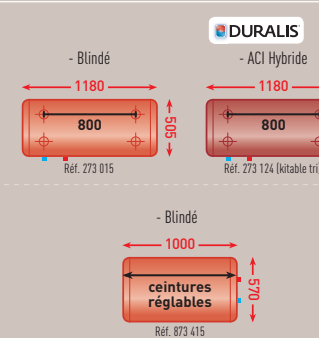 DURALIS
- Blindé
- ACI Hybride
1180
1180
800
505
800
Réf. 273 015
Réf. 273 124 (kitable tri
- Blindé
1000
ceintures
réglables
570
Réf. 873 415